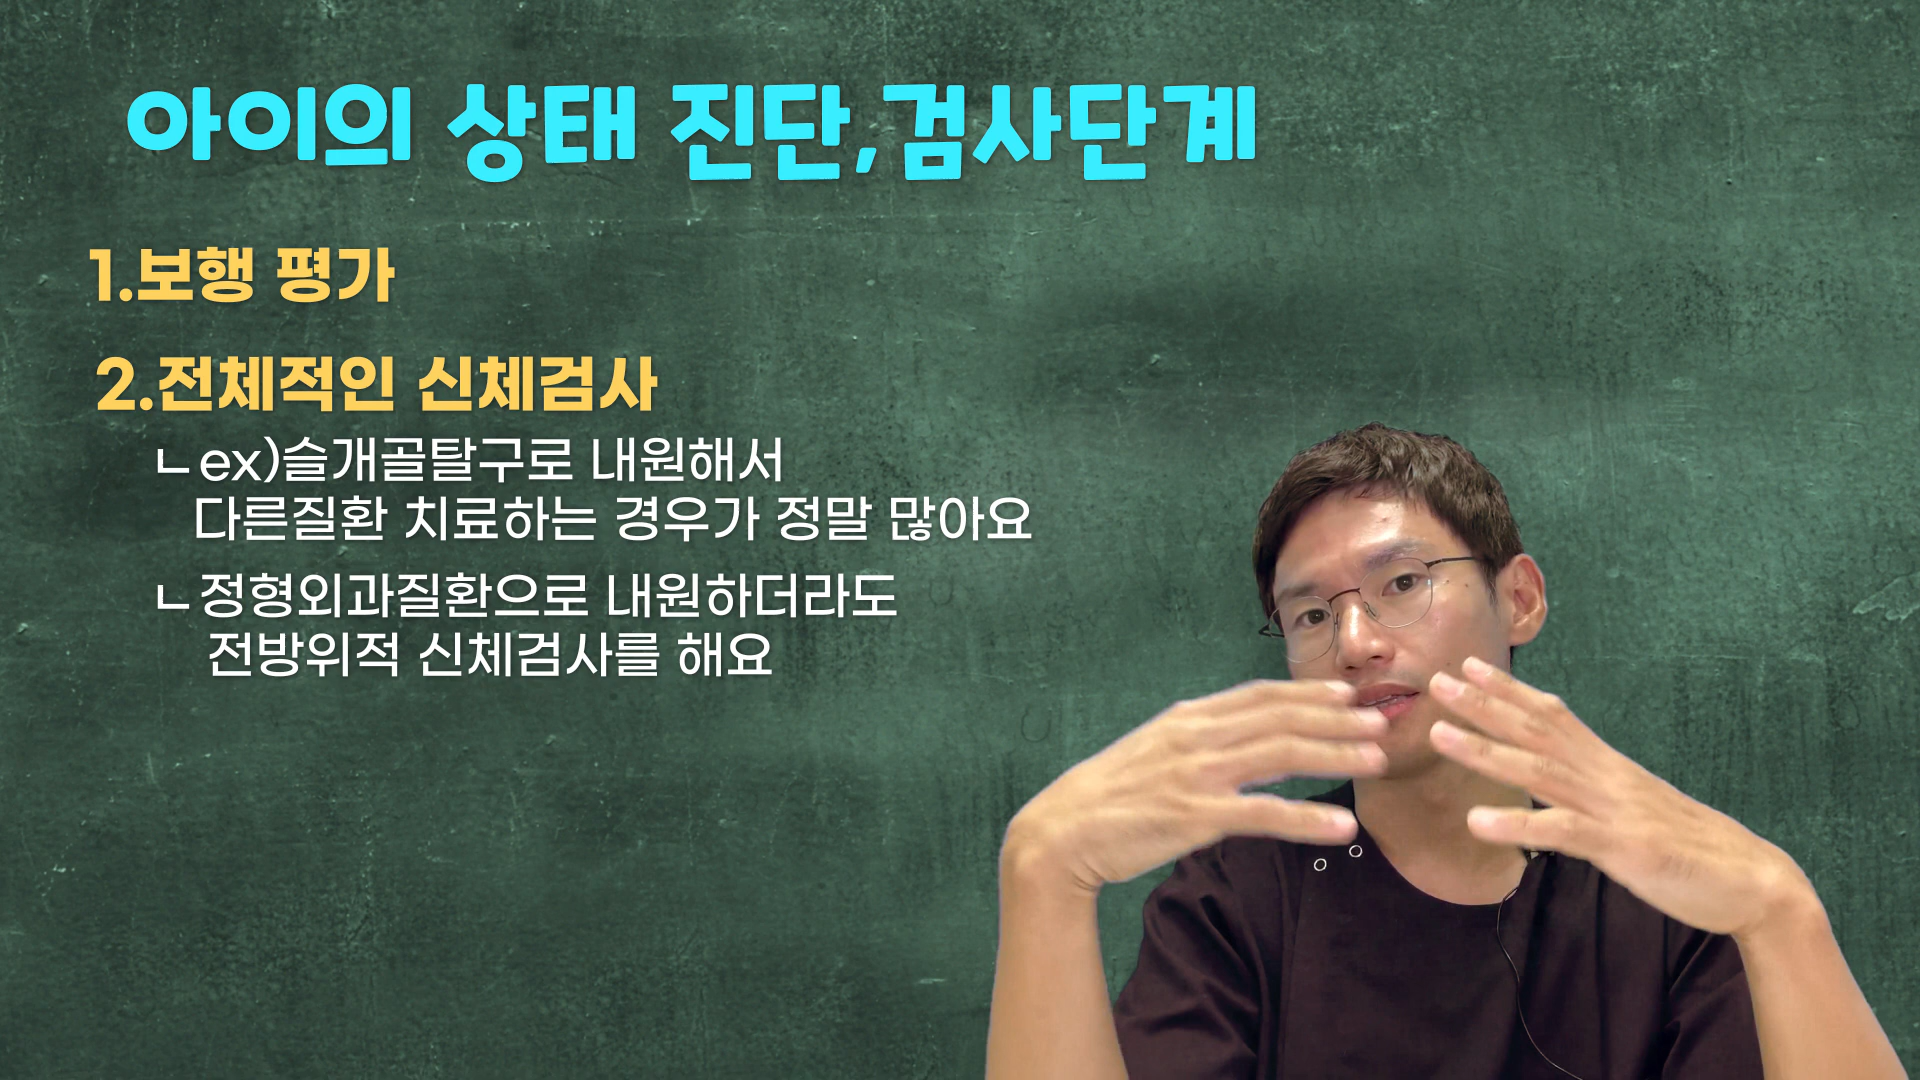 아이의 상태 진단,검사단계
1.보행 평가
2.전체적인 신체검사
ㄴex)슬개골탈구로 내원해서
다른질환 치료하는 경우가 정말 많아요
ㄴ정형외과질환으로 내원하더라도
전방위적 신체검사를 해요